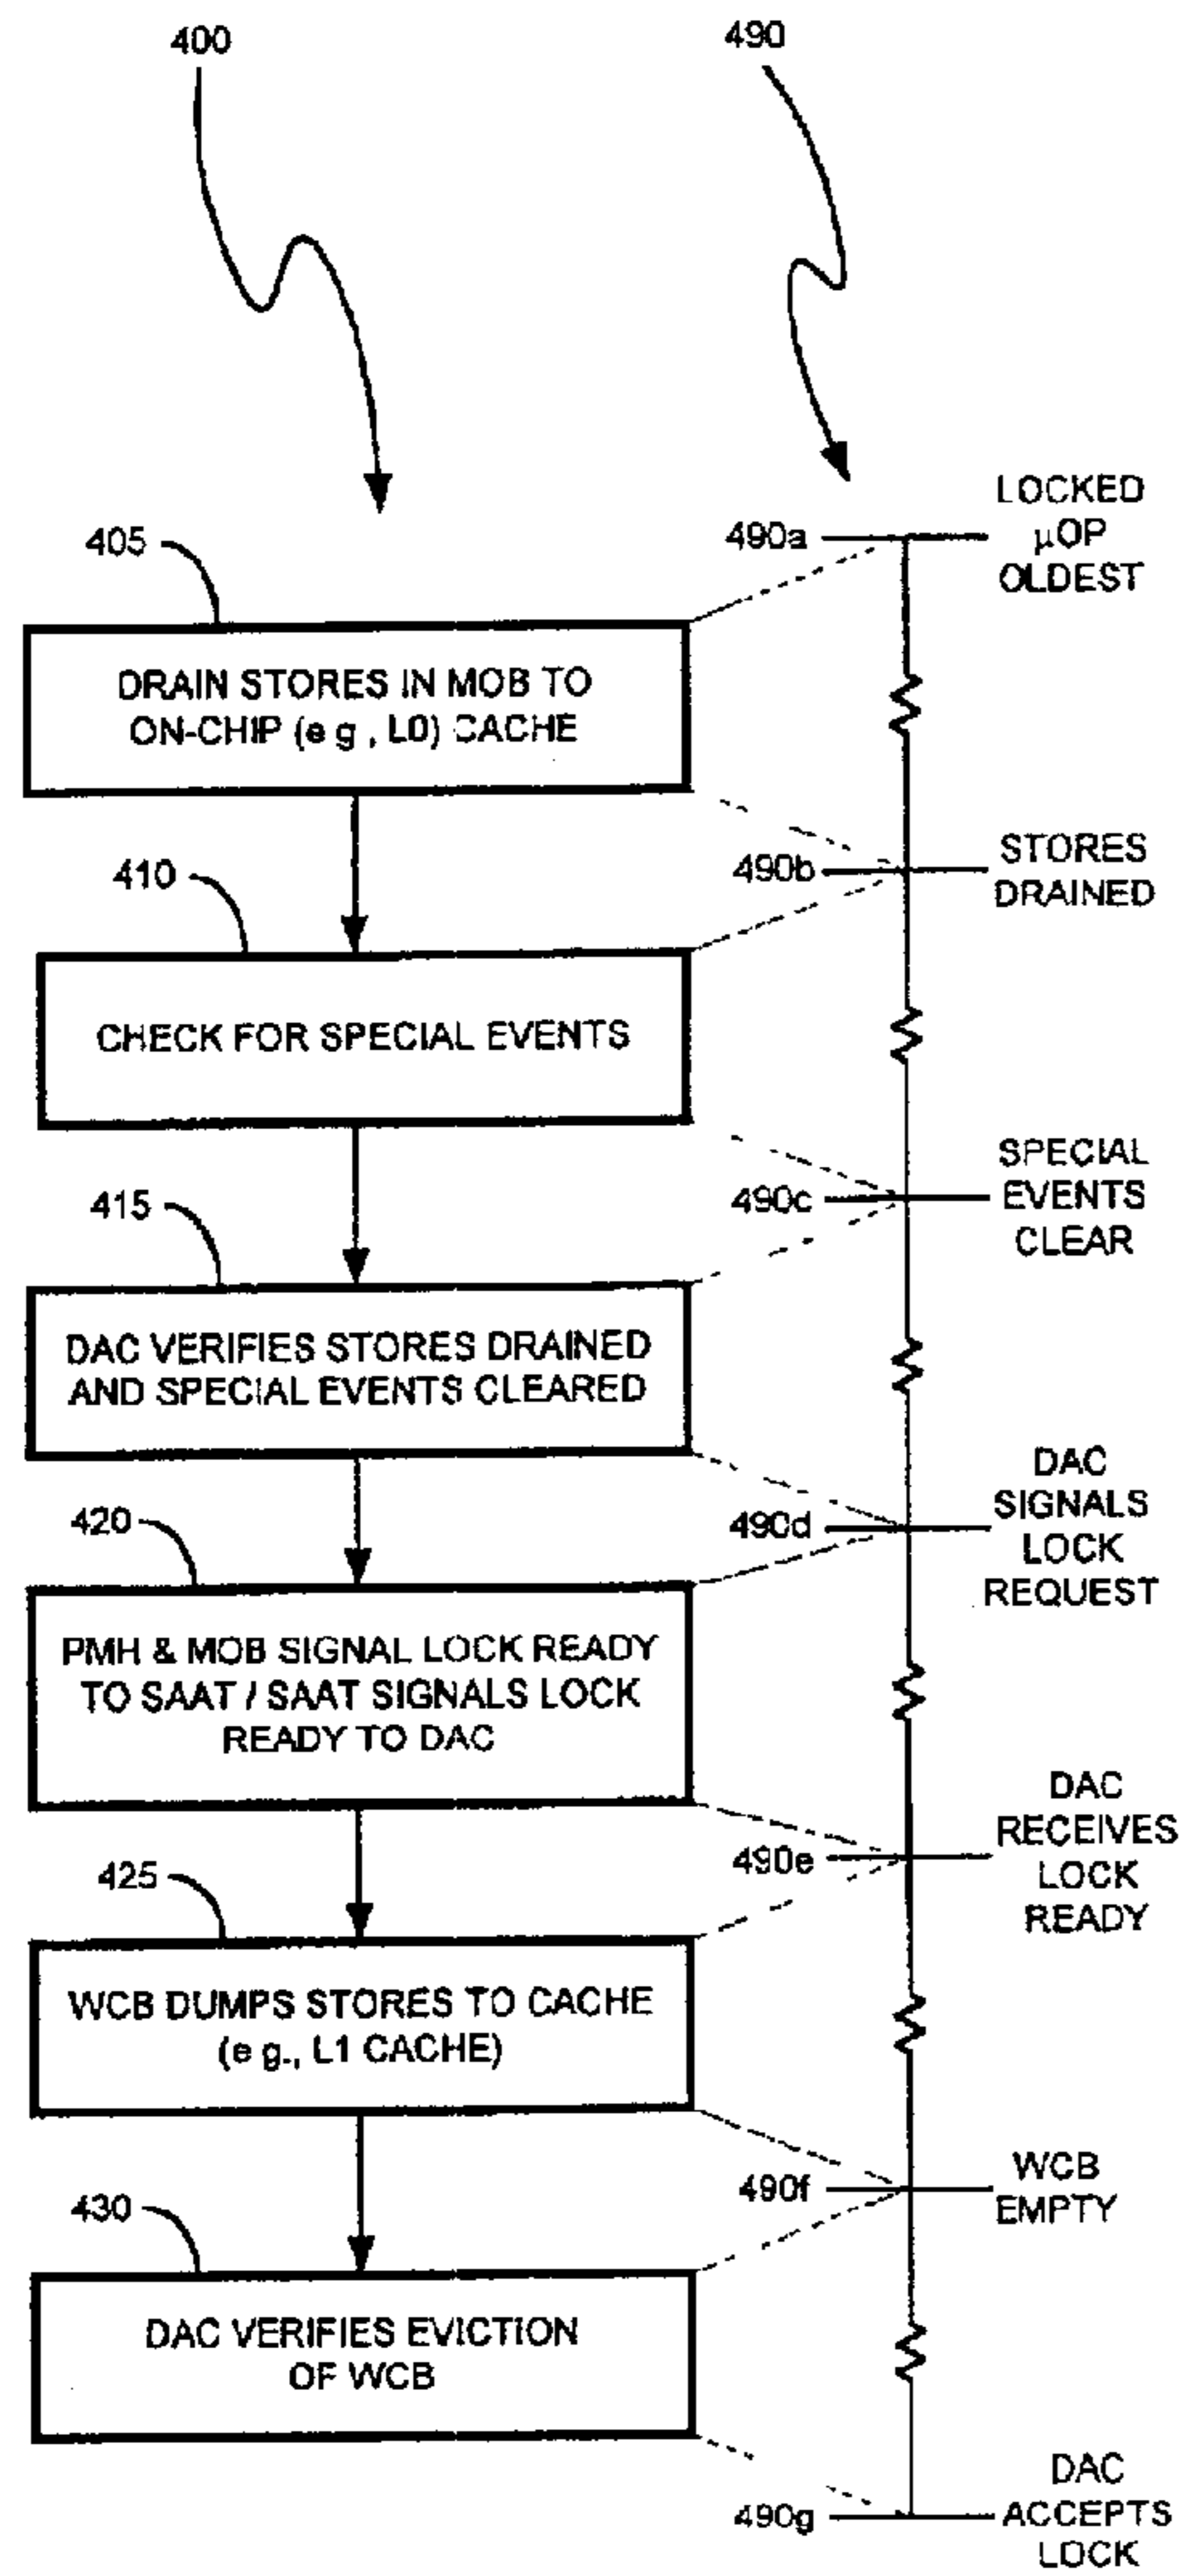 400
490
LOCKED
490a
µOP
OLDEST
405
DRAIN STORES IN MOB TO
ON-CHIP (e g , L0) CACHE
STORES
490b
DRAINED
410
CHECK FOR SPECIAL EVENTS
SPECIAL
490c
EVENTS
CLEAR
415
DAC VERIFIES STORES DRAINED
AND SPECIAL EVENTS CLEARED
DAC
SIGNALS
490d
LOCK
REQUEST
420
PMH & MOB SIGNAL LOCK READY
TO SAAT / SAAT SIGNALS LOCK
READY TO DAC
DAC
RECEIVES
490e
LOCK
READY
425
WCB DUMPS STORES TO CACHE
(e g., L1 CACHE)
WCB
490f
EMPTY
430
DAC VERIFIES EVICTION
OF WCB
DAC
490g
ACCEPTS
LOCK